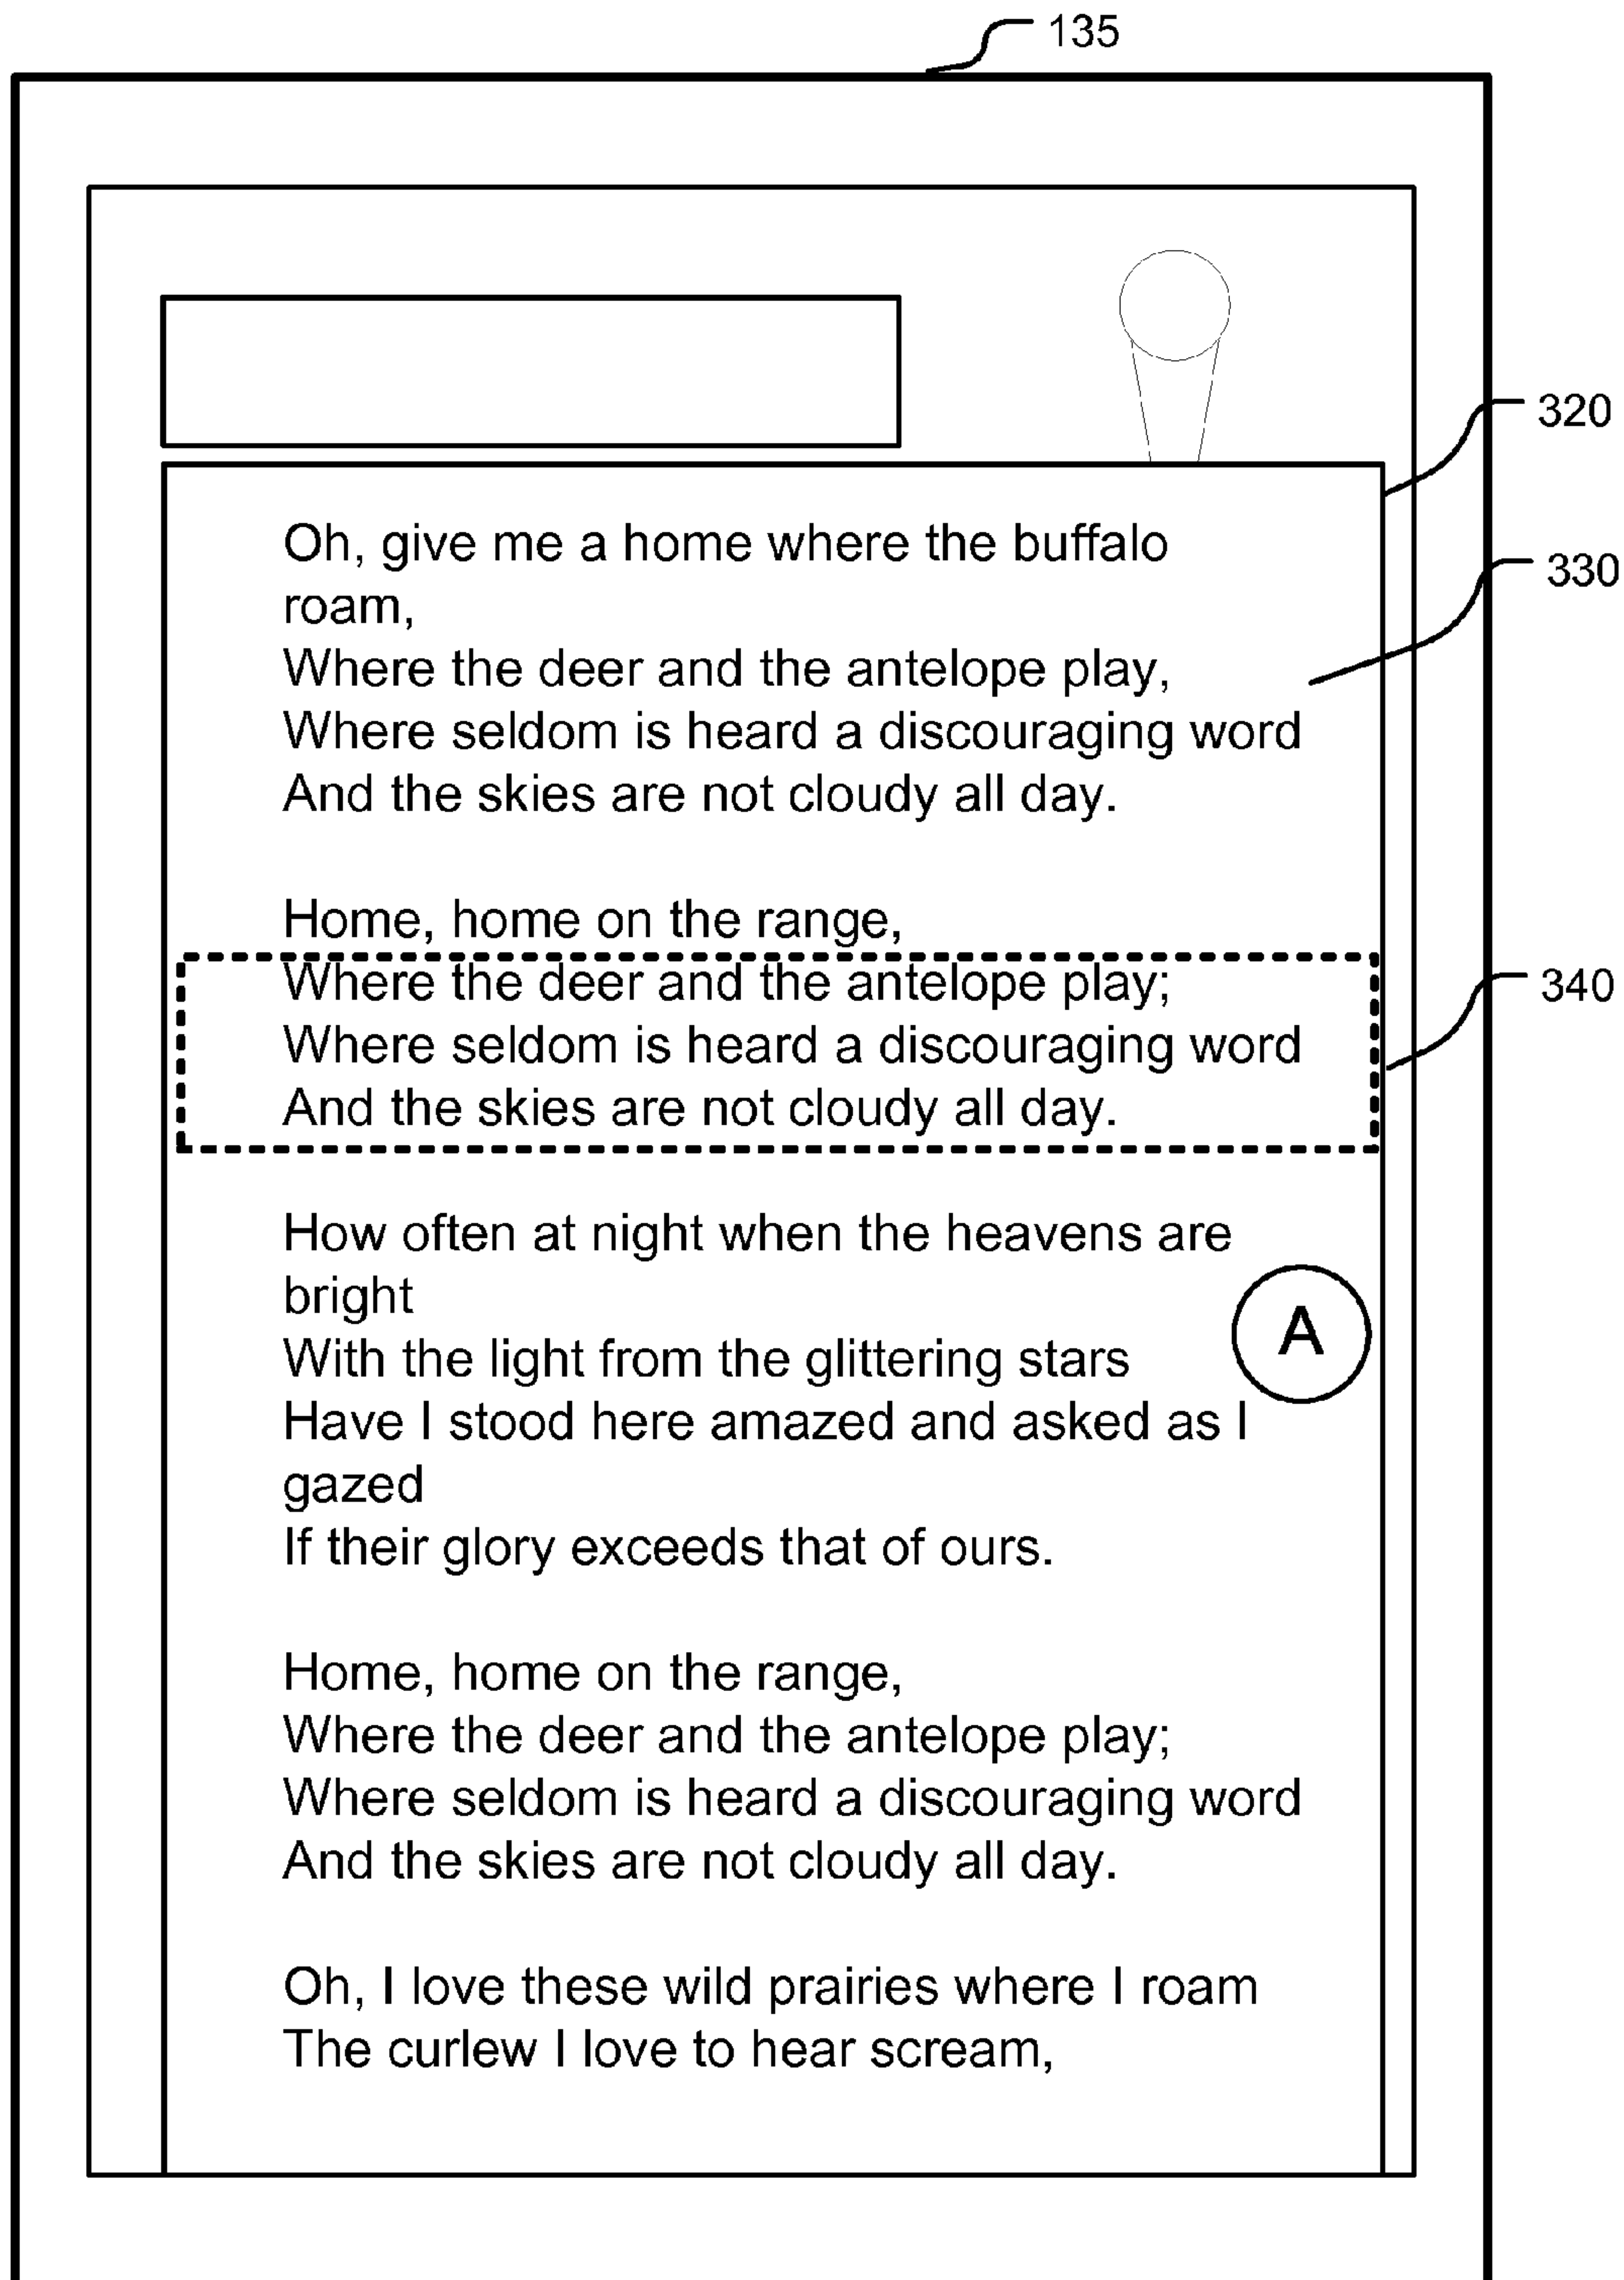 135
320
Oh, give me a home where the buffalo
roam,
330
Where the deer and the antelope play,
Where seldom is heard a discouraging word
And the skies are not cloudy all day.
Home, home on the range,
Where the deer and the antelope play;
340
Where seldom is heard a discouraging word
And the skies are not cloudy all day.
How often at night when the heavens are
bright
A
With the light from the glittering stars
Have I stood here amazed and asked as I
gazed
If their glory exceeds that of ours.
Home, home on the range,
Where the deer and the antelope play;
Where seldom is heard a discouraging word
And the skies are not cloudy all day.
Oh, I love these wild prairies where I roam
The curlew I love to hear scream,